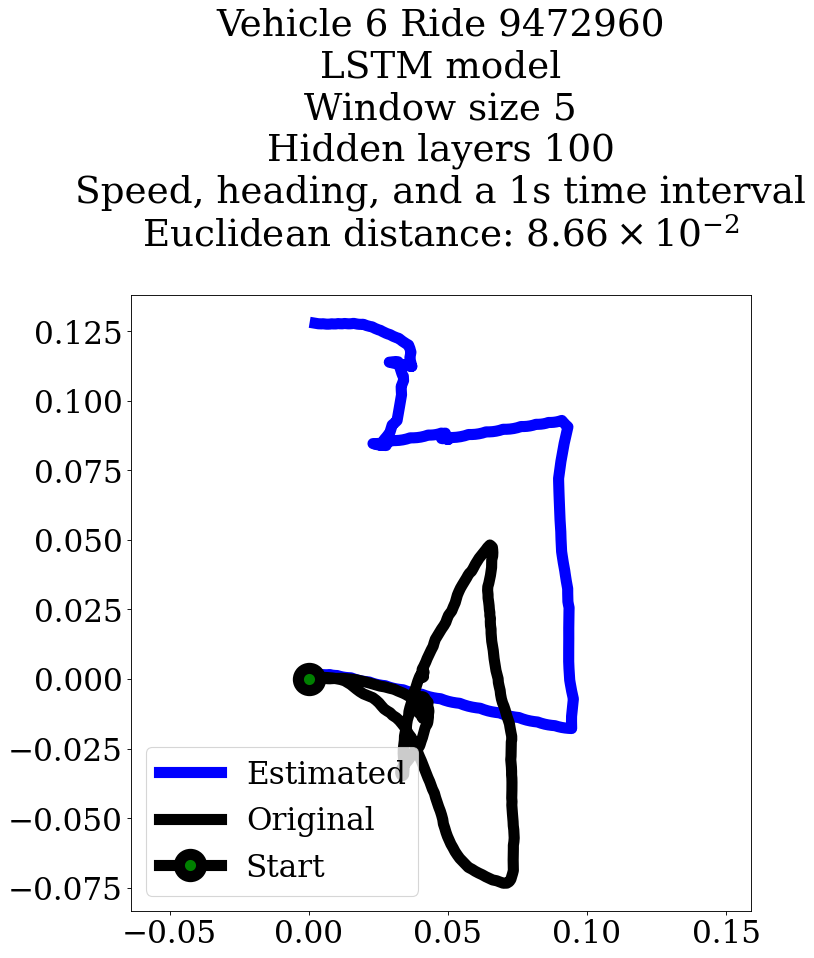 Vehicle 6 Ride 9472960
LSTM model
Window size 5
Hidden layers 100
Speed, heading, and a 1s time interval
Euclidean distance: 8.66 × 10⁻²
0.125
0.100
0.075
0.050
0.025
0.000
−0.025
−0.050
−0.075
Estimated
Original
Start
−0.05
0.00
0.05
0.10
0.15